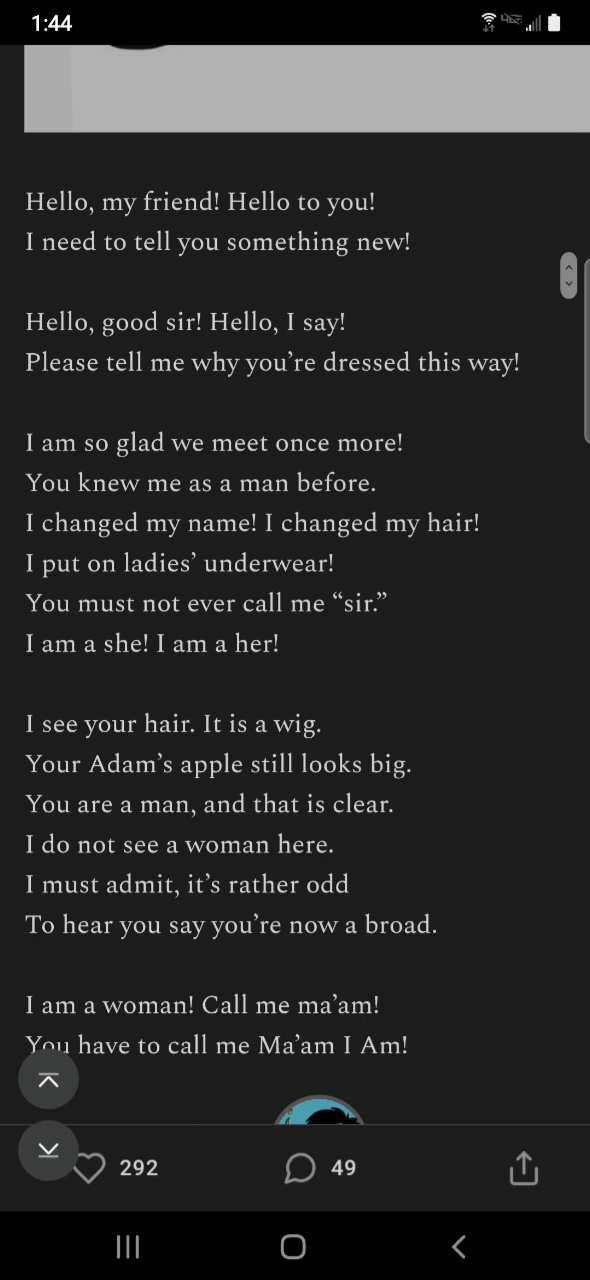 1:44
Hello, my friend! Hello to you!
I need to tell you something new!
Hello, good sir! Hello, I say!
Please tell me why you’re dressed this way!
I am so glad we meet once more!
You knew me as a man before.
I changed my name! I changed my hair!
I put on ladies’ underwear!
You must not ever call me “sir.”
I am a she! I am a her!
I see your hair. It is a wig.
Your Adam’s apple still looks big.
You are a man, and that is clear.
I do not see a woman here.
I must admit, it’s rather odd
To hear you say you’re now a broad.
I am a woman! Call me ma’am!
You have to call me Ma’am I Am!
292
49